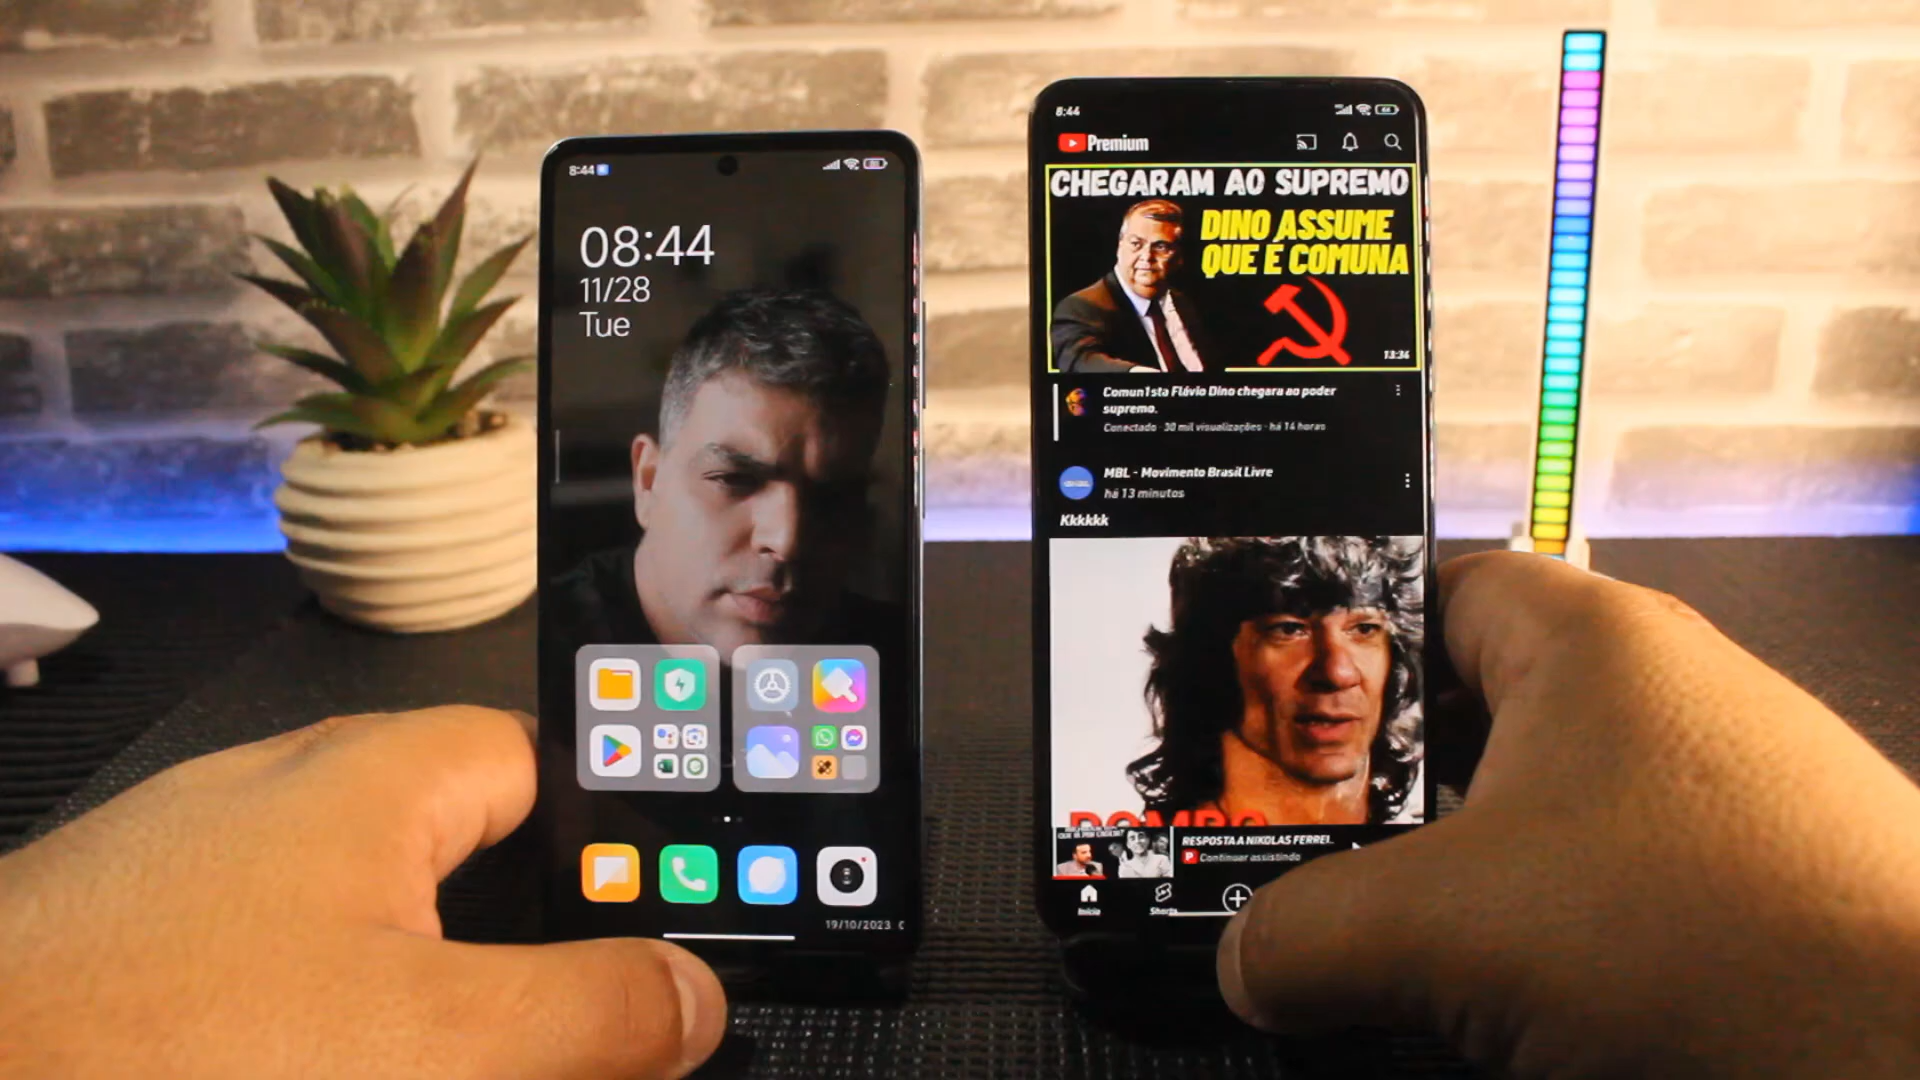 8:44
08:44
11/28
Tue
19/10/2023
8:44
Premium
CHEGARAM AO SUPREMO
DINO ASSUME
QUE É COMUNA
13:34
Comun1sta Flávio Dino chegara ao poder
supremo.
Conectado · 30 mil visualizações · há 14 horas
MBL - Movimento Brasil Livre
há 13 minutos
Kkkkkk
RESPOSTA A NIKOLAS FERREI..
Continuar assistindo
Início
Shorts